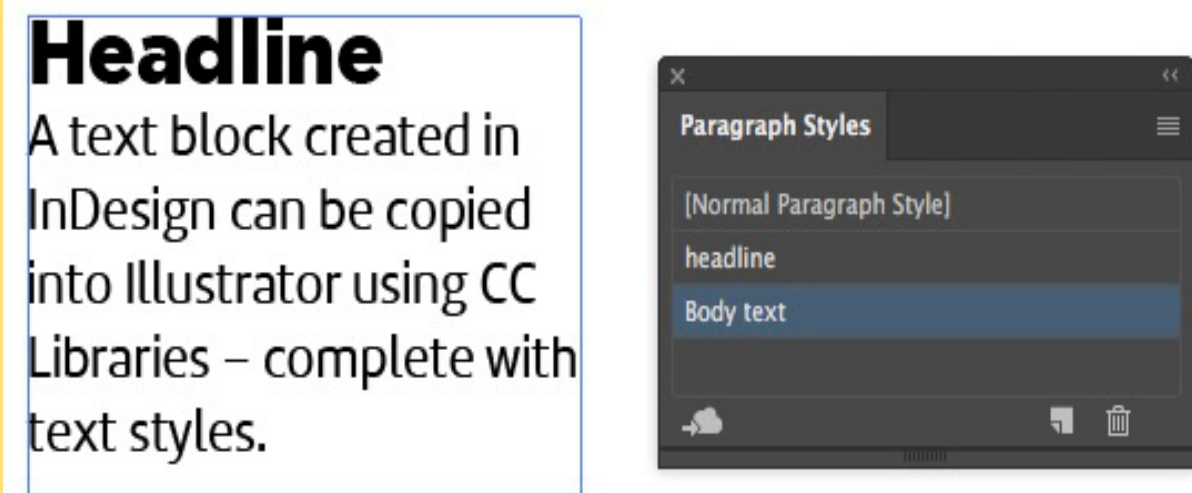 Headline
A text block created in
InDesign can be copied
into Illustrator using CC
Libraries – complete with
text styles.
Paragraph Styles
[Normal Paragraph Style]
headline
Body text